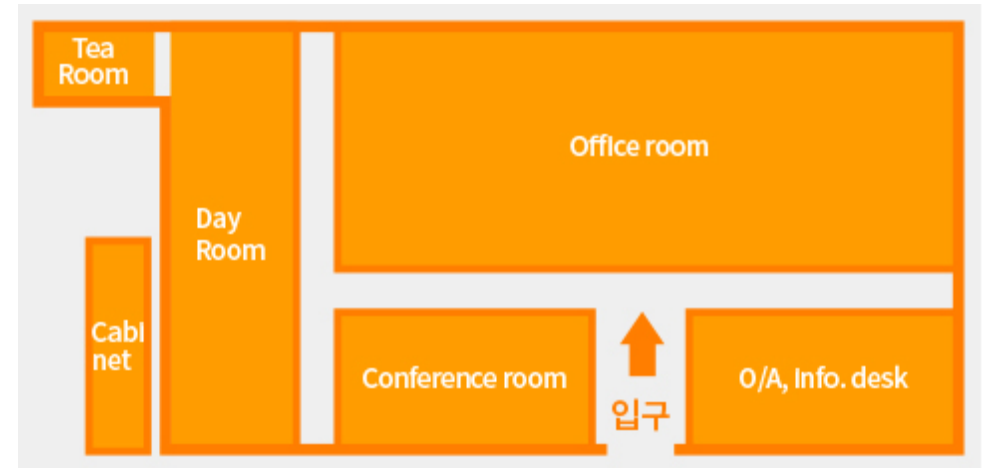 Tea
Room
Office room
Day
Room
Cabi
net
Conference room
O/A, Info. desk
입구